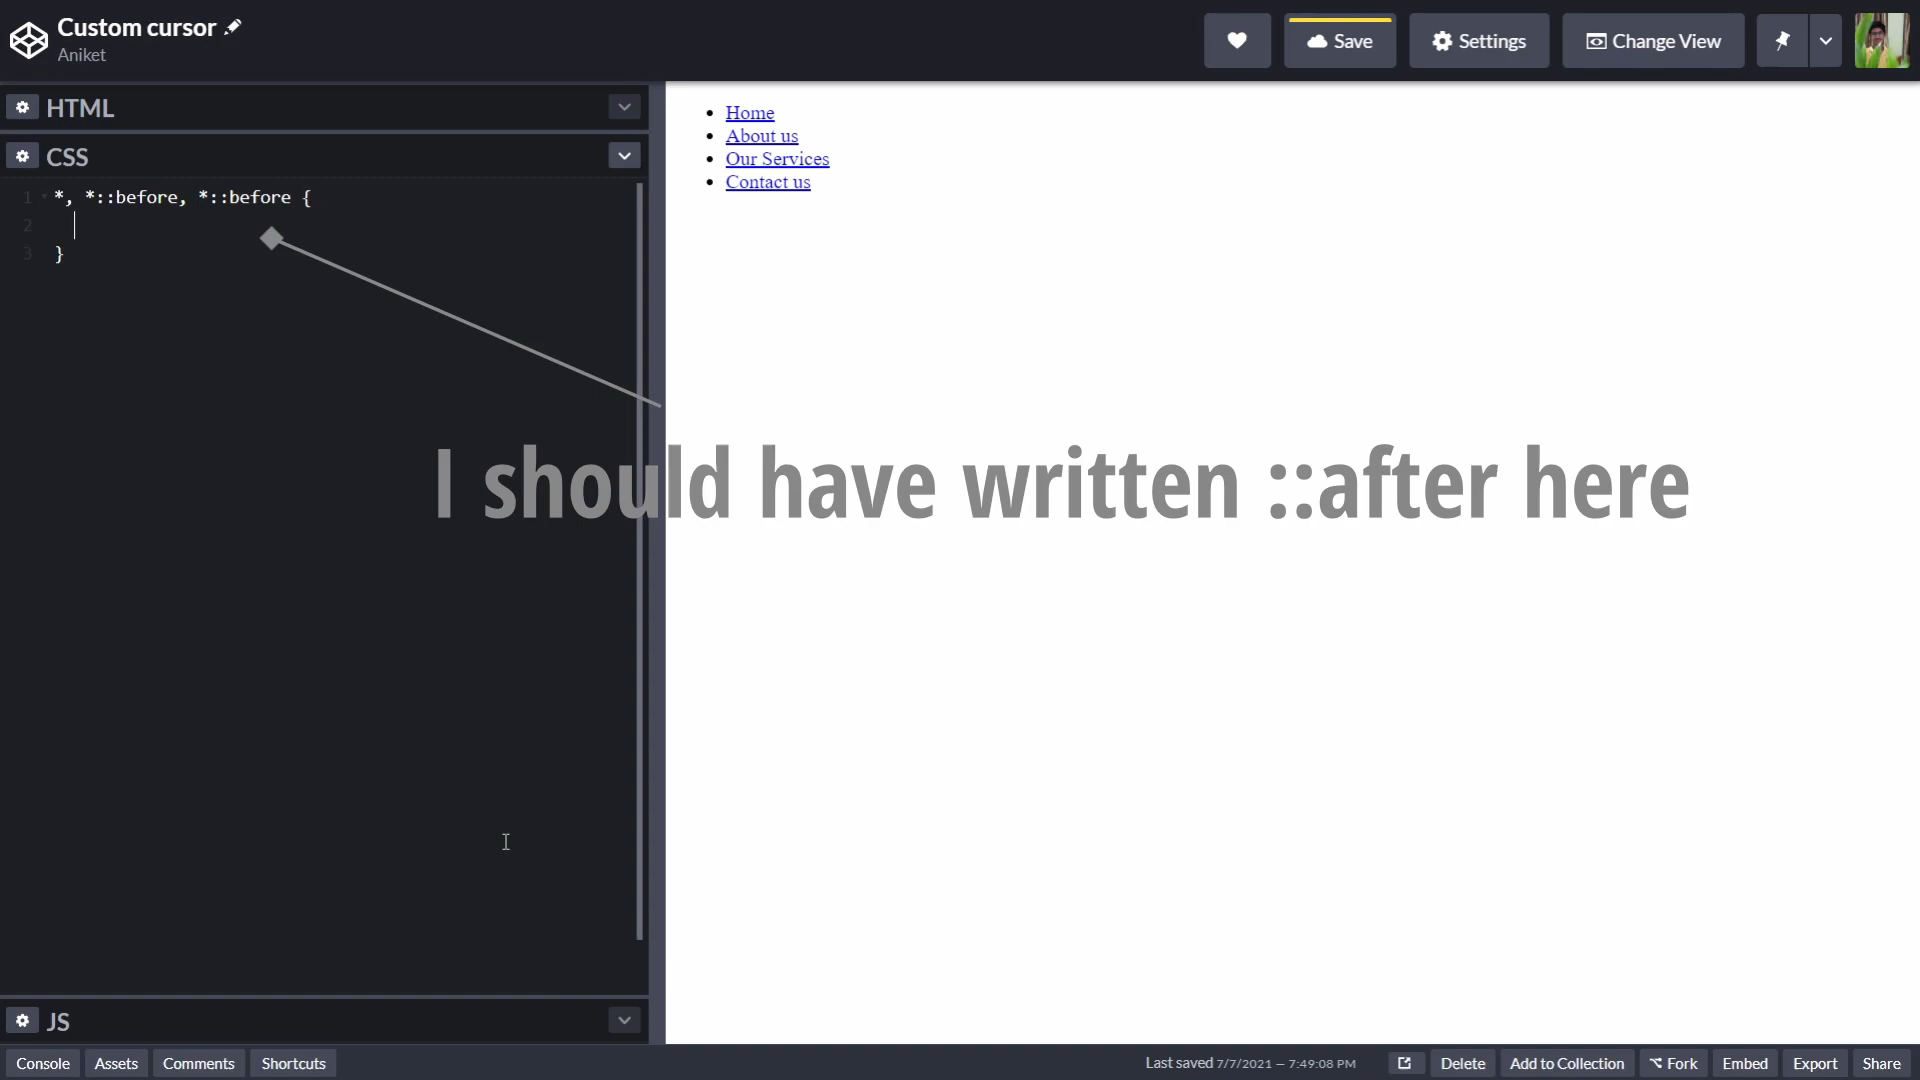 Custom cursor
Aniket
Save
Settings
Change View
HTML
CSS
1 *, *::before, *::before {
2
3 }
Home
About us
Our Services
Contact us
I should have written ::after here
JS
Console
Assets
Comments
Shortcuts
Last saved 7/7/2021 — 7:49:08 PM
Delete
Add to Collection
Fork
Embed
Export
Share